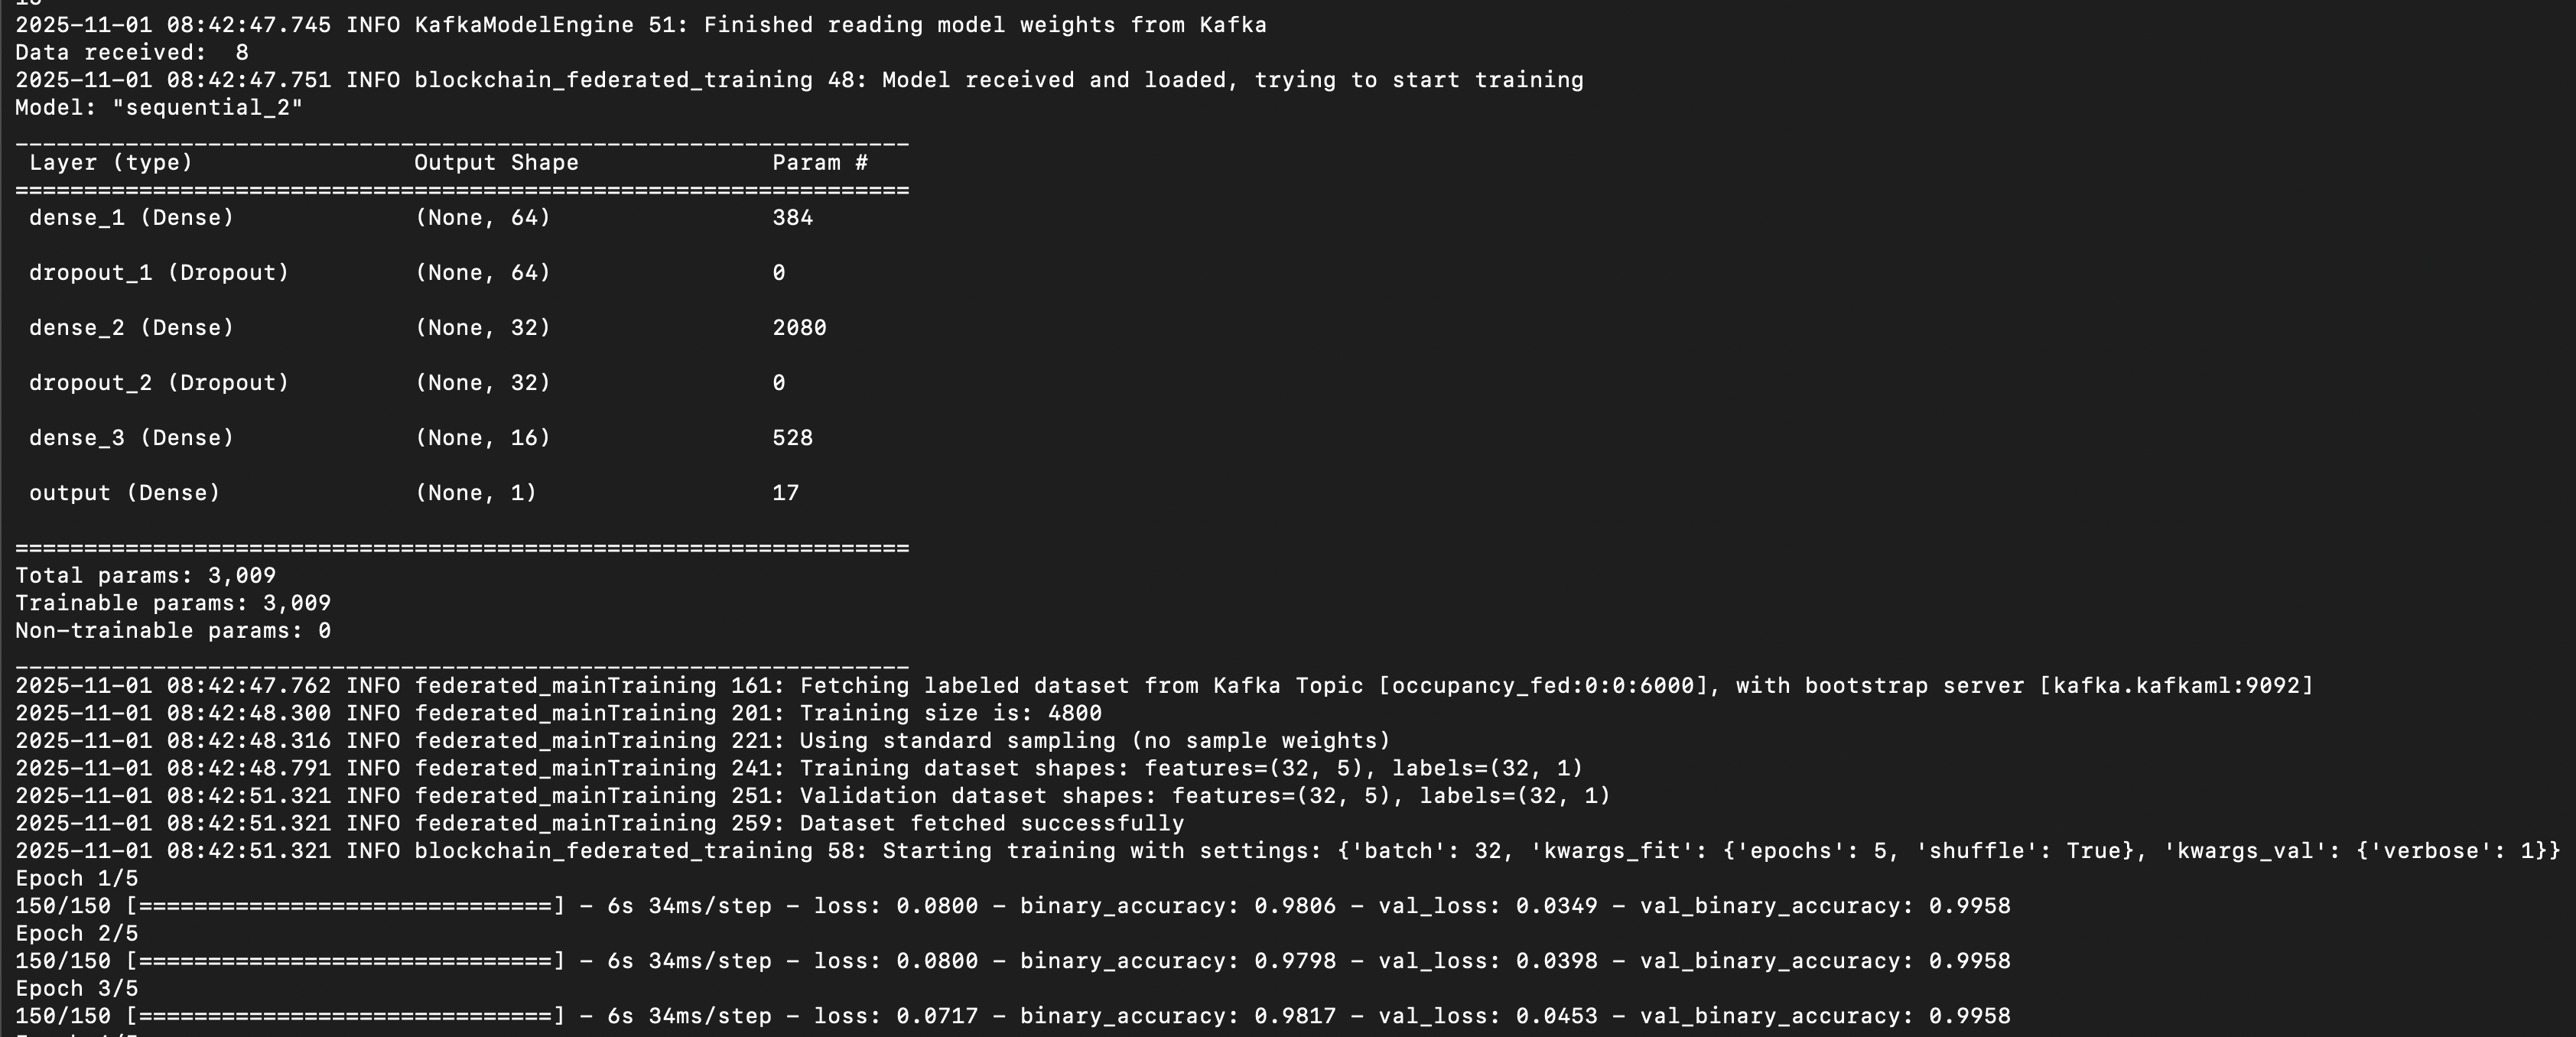 2025-11-01 08:42:47.745 INFO KafkaModelEngine 51: Finished reading model weights from Kafka
Data received:  8
2025-11-01 08:42:47.751 INFO blockchain_federated_training 48: Model received and loaded, trying to start training
Model: "sequential_2"
_________________________________________________________________
 Layer (type)                Output Shape              Param #
=================================================================
 dense_1 (Dense)             (None, 64)                384
 dropout_1 (Dropout)         (None, 64)                0
 dense_2 (Dense)             (None, 32)                2080
 dropout_2 (Dropout)         (None, 32)                0
 dense_3 (Dense)             (None, 16)                528
 output (Dense)              (None, 1)                 17
=================================================================
Total params: 3,009
Trainable params: 3,009
Non-trainable params: 0
_________________________________________________________________
2025-11-01 08:42:47.762 INFO federated_mainTraining 161: Fetching labeled dataset from Kafka Topic [occupancy_fed:0:0:6000], with bootstrap server [kafka.kafkaml:9092]
2025-11-01 08:42:48.300 INFO federated_mainTraining 201: Training size is: 4800
2025-11-01 08:42:48.316 INFO federated_mainTraining 221: Using standard sampling (no sample weights)
2025-11-01 08:42:48.791 INFO federated_mainTraining 241: Training dataset shapes: features=(32, 5), labels=(32, 1)
2025-11-01 08:42:51.321 INFO federated_mainTraining 251: Validation dataset shapes: features=(32, 5), labels=(32, 1)
2025-11-01 08:42:51.321 INFO federated_mainTraining 259: Dataset fetched successfully
2025-11-01 08:42:51.321 INFO blockchain_federated_training 58: Starting training with settings: {'batch': 32, 'kwargs_fit': {'epochs': 5, 'shuffle': True}, 'kwargs_val': {'verbose': 1}}
Epoch 1/5
150/150 [==============================] - 6s 34ms/step - loss: 0.0800 - binary_accuracy: 0.9806 - val_loss: 0.0349 - val_binary_accuracy: 0.9958
Epoch 2/5
150/150 [==============================] - 6s 34ms/step - loss: 0.0800 - binary_accuracy: 0.9798 - val_loss: 0.0398 - val_binary_accuracy: 0.9958
Epoch 3/5
150/150 [==============================] - 6s 34ms/step - loss: 0.0717 - binary_accuracy: 0.9817 - val_loss: 0.0453 - val_binary_accuracy: 0.9958